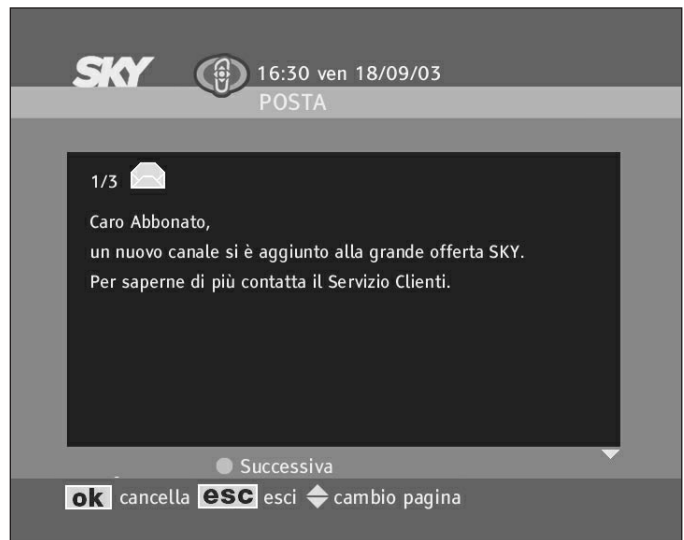 SKY 16:30 ven 18/09/03
POSTA
1/3
Caro Abbonato,
un nuovo canale si è aggiunto alla grande offerta SKY.
Per saperne di più contatta il Servizio Clienti.
Successiva
ok cancella esc esci cambio pagina